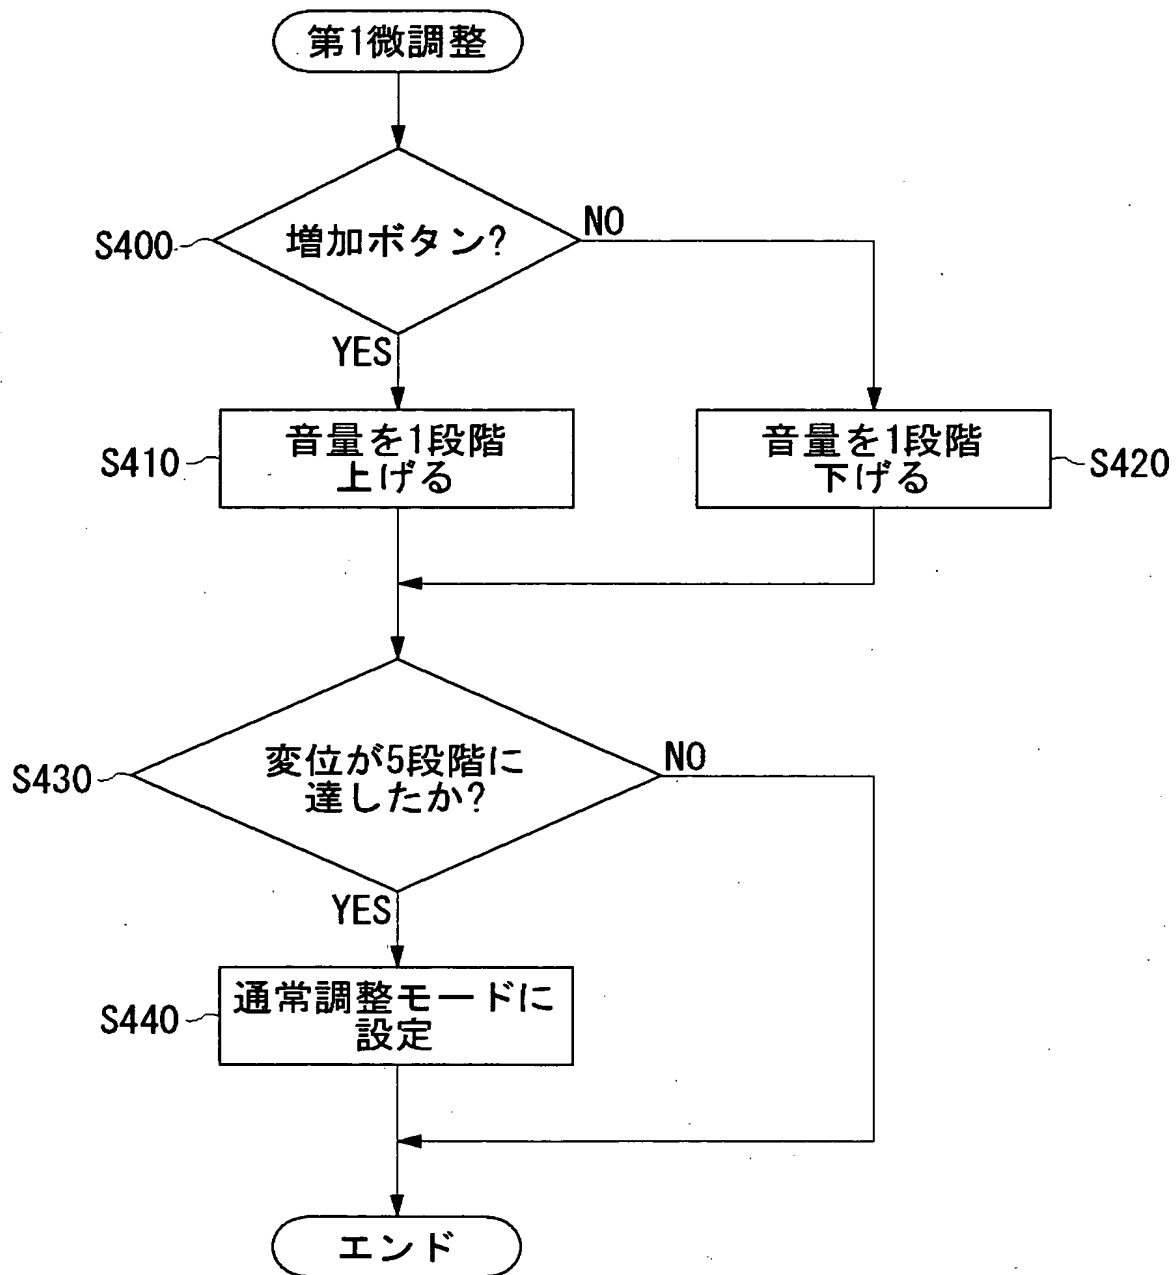 第1微調整
S400
増加ボタン?
NO
YES
S410
音量を1段階
上げる
音量を1段階
下げる
S420
S430
変位が5段階に
達したか?
NO
YES
S440
通常調整モードに
設定
エンド